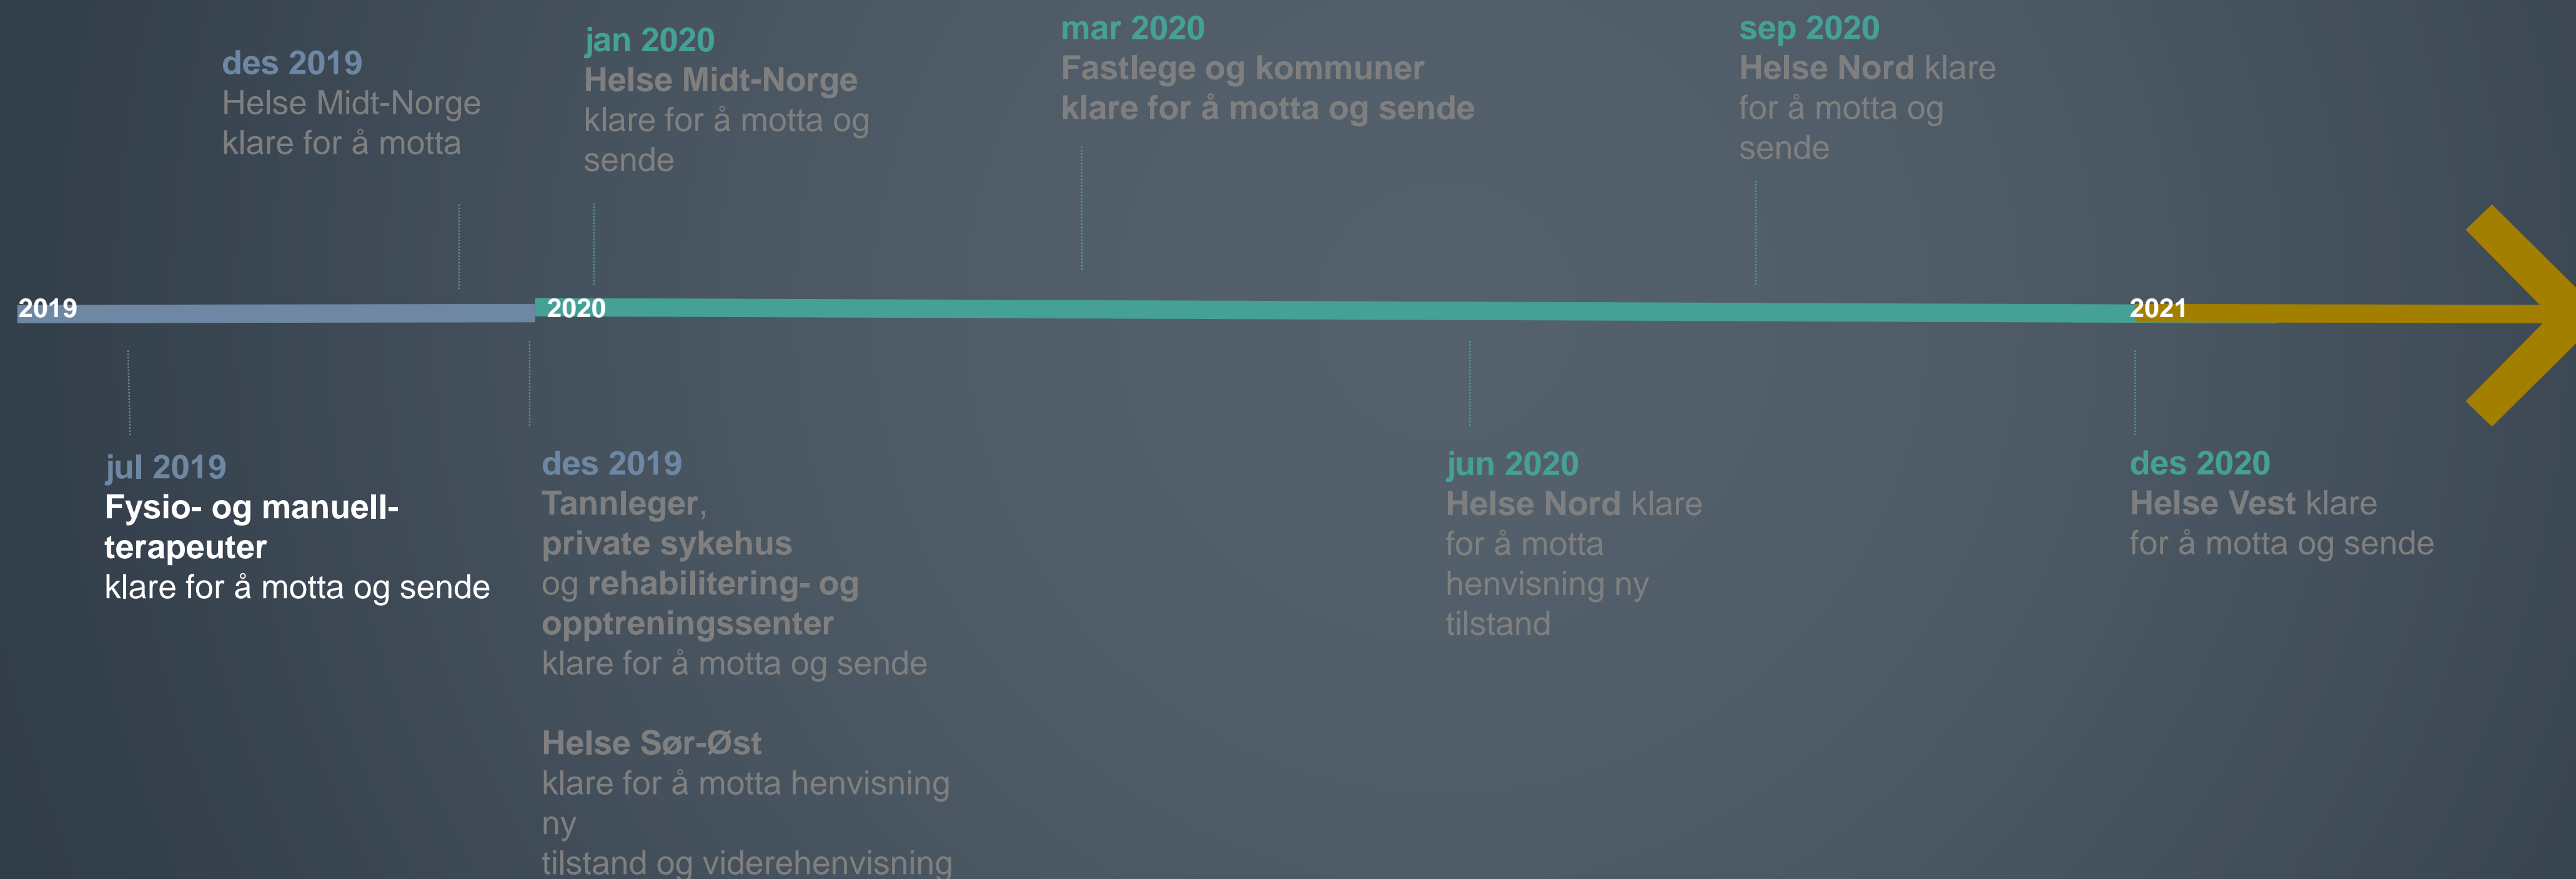 des 2019
Helse Midt-Norge
klare for å motta
jan 2020
Helse Midt-Norge
klare for å motta og
sende
mar 2020
Fastlege og kommuner
klare for å motta og sende
sep 2020
Helse Nord klare
for å motta og
sende
2019
2020
2021
jul 2019
Fysio- og manuell-
terapeuter
klare for å motta og sende
des 2019
Tannleger,
private sykehus
og rehabilitering- og
opptreningssenter
klare for å motta og sende
Helse Sør-Øst
klare for å motta henvisning
ny
tilstand og viderehenvisning
jun 2020
Helse Nord klare
for å motta
henvisning ny
tilstand
des 2020
Helse Vest klare
for å motta og sende